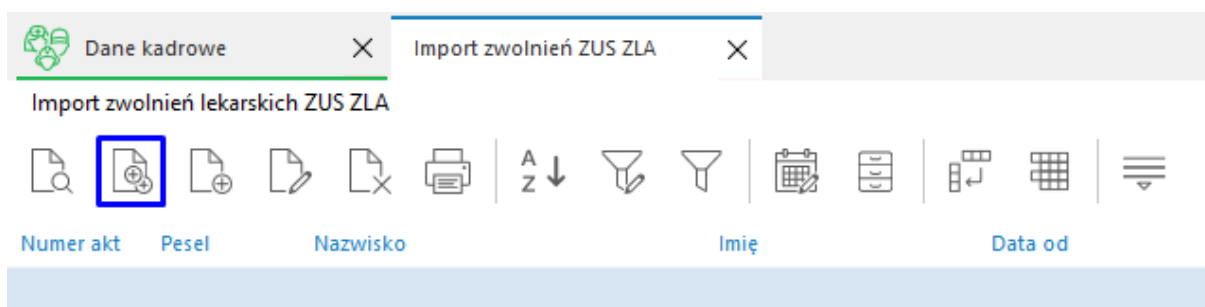 Dane kadrowe Import zwolnień ZUS ZLA
Import zwolnień lekarskich ZUS ZLA
A
Z
Numer akt Pesel Nazwisko Imię Data od